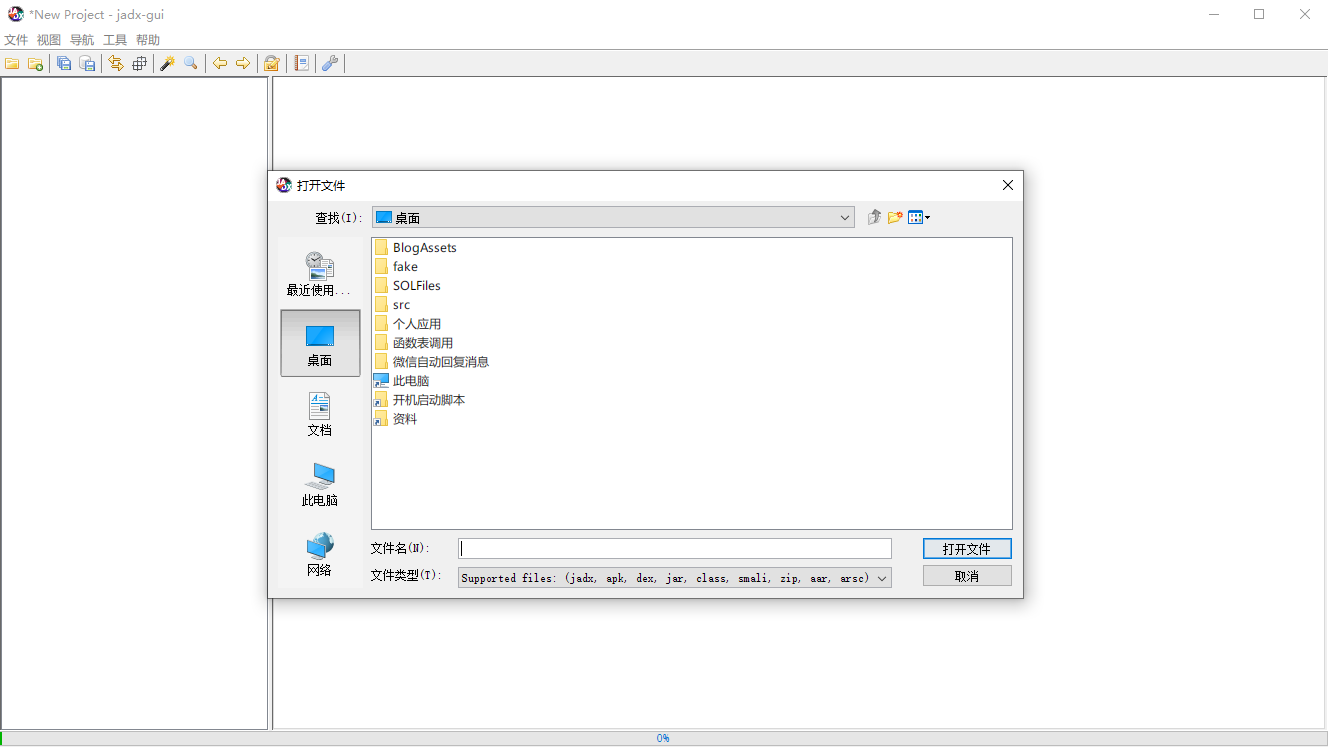 *New Project - jadx-gui
文件 视图 导航 工具 帮助
打开文件
查找(I): 桌面
BlogAssets
fake
SOLFiles
src
个人应用
函数表调用
微信自动回复消息
此电脑
开机启动脚本
资料
最近使用...
桌面
文档
此电脑
网络
文件名(N): 打开文件
文件类型(T): Supported files: (jadx, apk, dex, jar, class, smali, zip, aar, arsc) 取消
0%